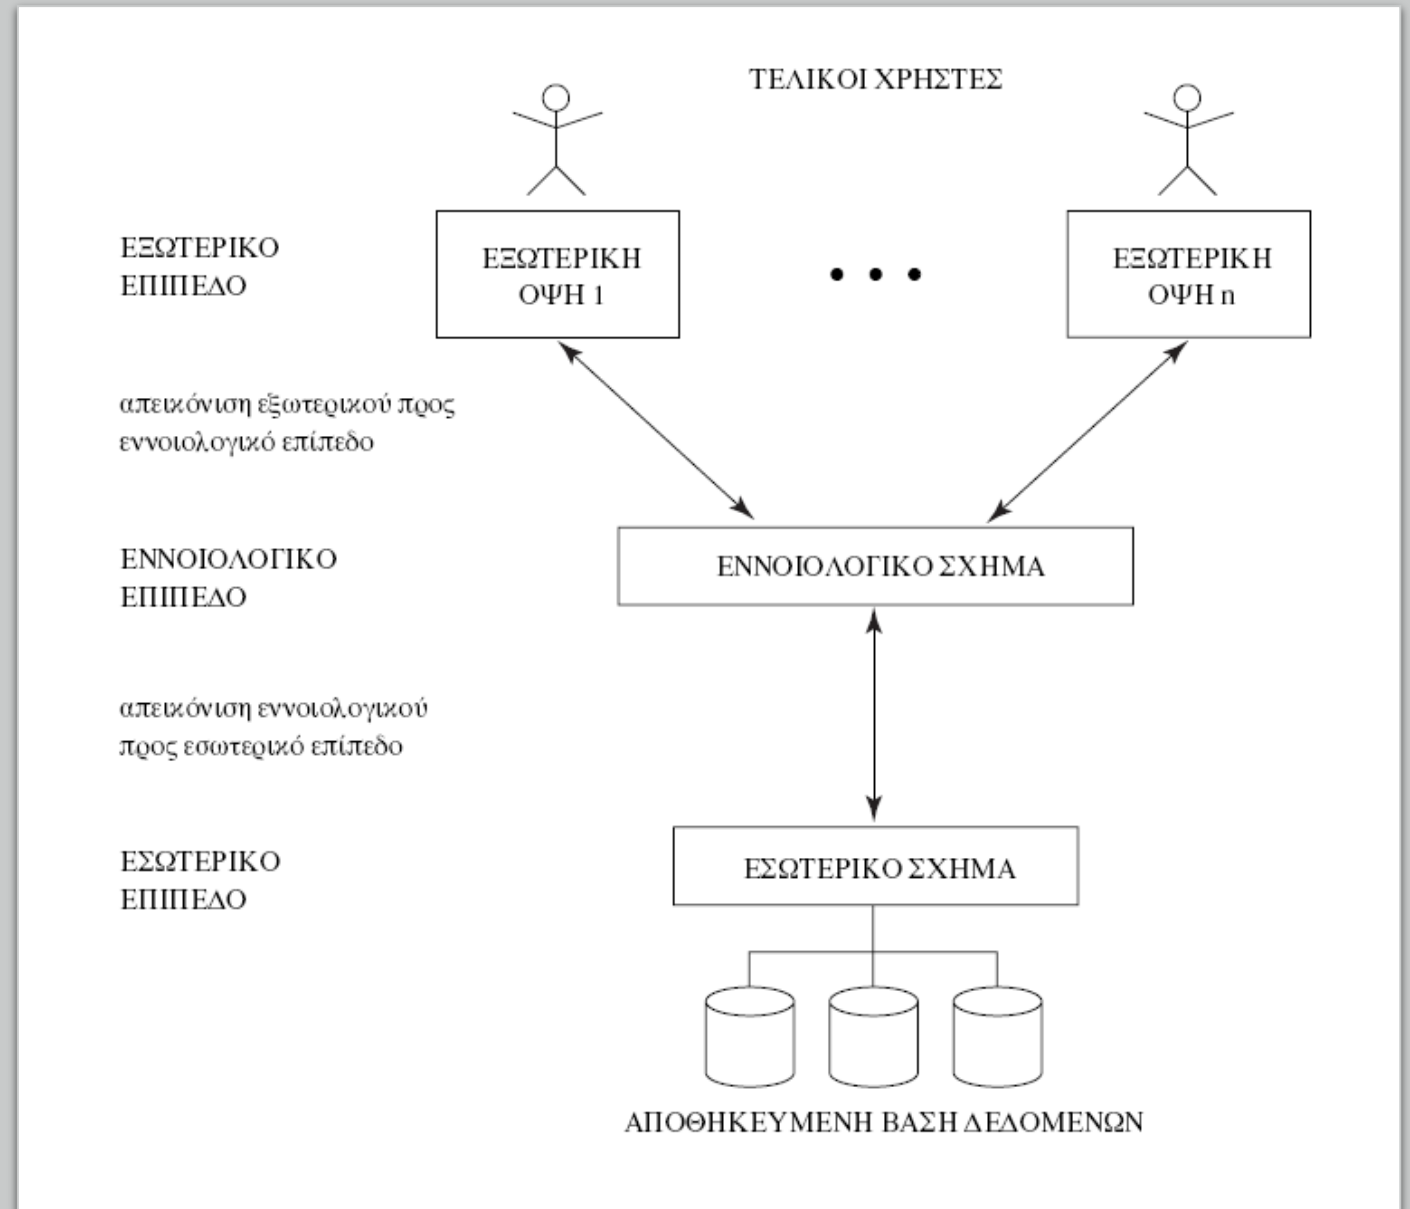 ΤΕΛΙΚΟΙ ΧΡΗΣΤΕΣ
ΕΞΩΤΕΡΙΚΟ
ΕΠΙΠΕΔΟ
ΕΞΩΤΕΡΙΚΗ
ΟΨΗ 1
ΕΞΩΤΕΡΙΚΗ
ΟΨΗ n
απεικόνιση εξωτερικού προς
εννοιολογικό επίπεδο
ΕΝΝΟΙΟΛΟΓΙΚΟ
ΕΠΙΠΕΔΟ
ΕΝΝΟΙΟΛΟΓΙΚΟ ΣΧΗΜΑ
απεικόνιση εννοιολογικού
προς εσωτερικό επίπεδο
ΕΣΩΤΕΡΙΚΟ
ΕΠΙΠΕΔΟ
ΕΣΩΤΕΡΙΚΟ ΣΧΗΜΑ
ΑΠΟΘΗΚΕΥΜΕΝΗ ΒΑΣΗ ΔΕΔΟΜΕΝΩΝ